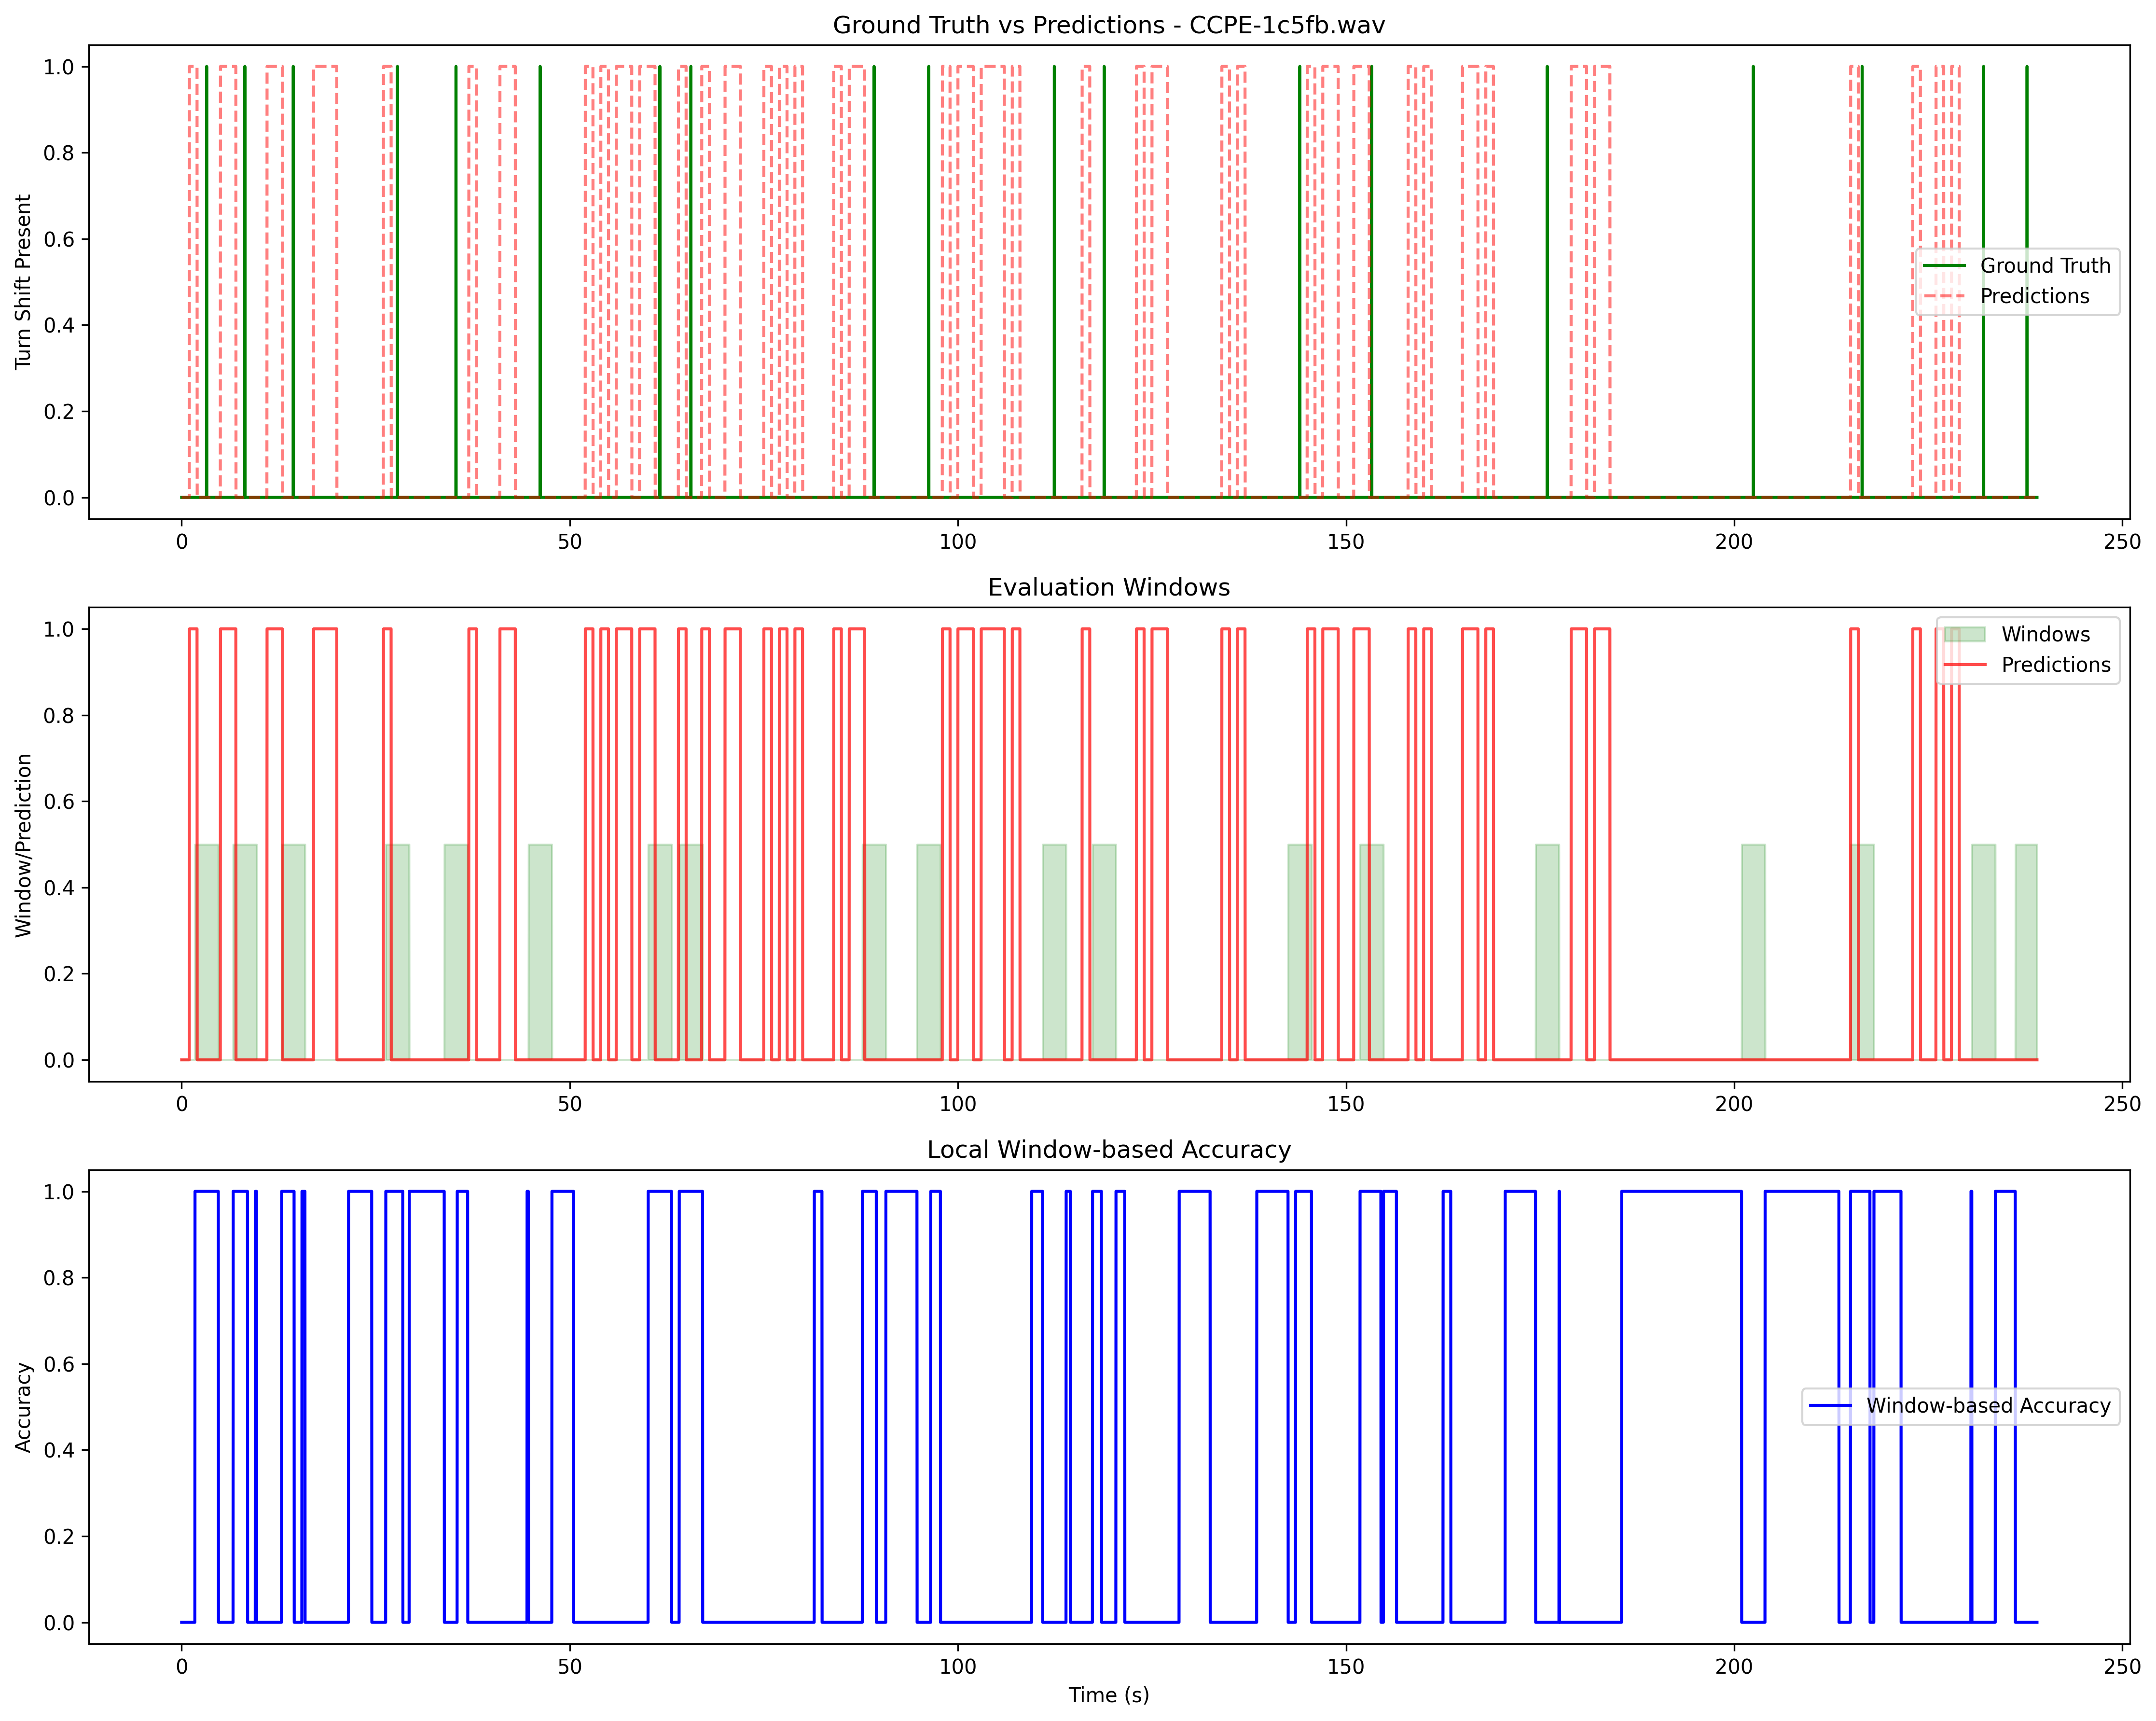 Ground Truth vs Predictions - CCPE-1c5fb.wav
Turn Shift Present
1.0
0.8
0.6
0.4
0.2
0.0
Ground Truth
Predictions
0 50 100 150 200 250
Evaluation Windows
Window/Prediction
1.0
0.8
0.6
0.4
0.2
0.0
Windows
Predictions
0 50 100 150 200 250
Local Window-based Accuracy
Accuracy
1.0
0.8
0.6
0.4
0.2
0.0
Window-based Accuracy
0 50 100 150 200 250
Time (s)